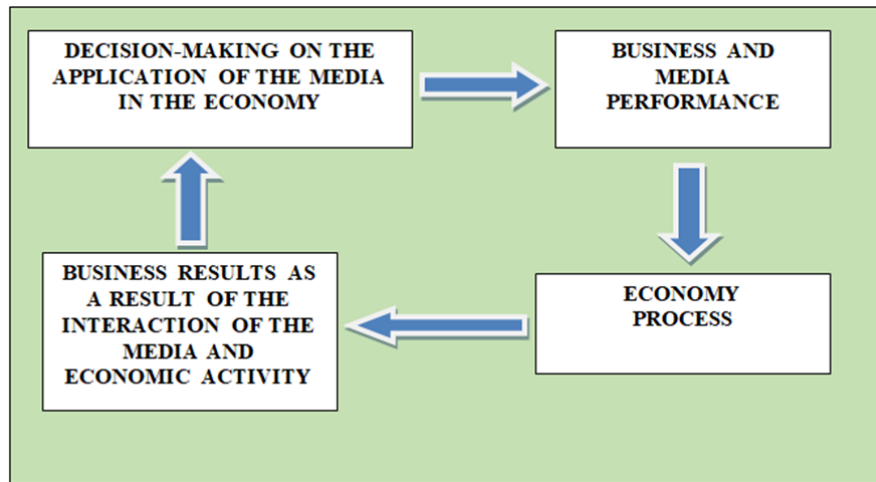 DECISION-MAKING ON THE
APPLICATION OF THE MEDIA
IN THE ECONOMY
BUSINESS AND
MEDIA
PERFORMANCE
BUSINESS RESULTS AS
A RESULT OF THE
INTERACTION OF THE
MEDIA AND
ECONOMIC ACTIVITY
ECONOMY
PROCESS